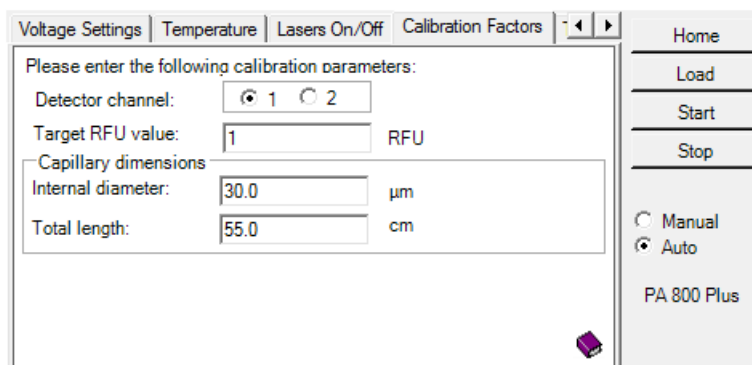 Voltage Settings Temperature Lasers On/Off Calibration Factors
Please enter the following calibration parameters:
Detector channel: 1 2
Target RFU value: 1 RFU
Capillary dimensions
Internal diameter: 30.0 µm
Total length: 55.0 cm
Home
Load
Start
Stop
Manual
Auto
PA 800 Plus